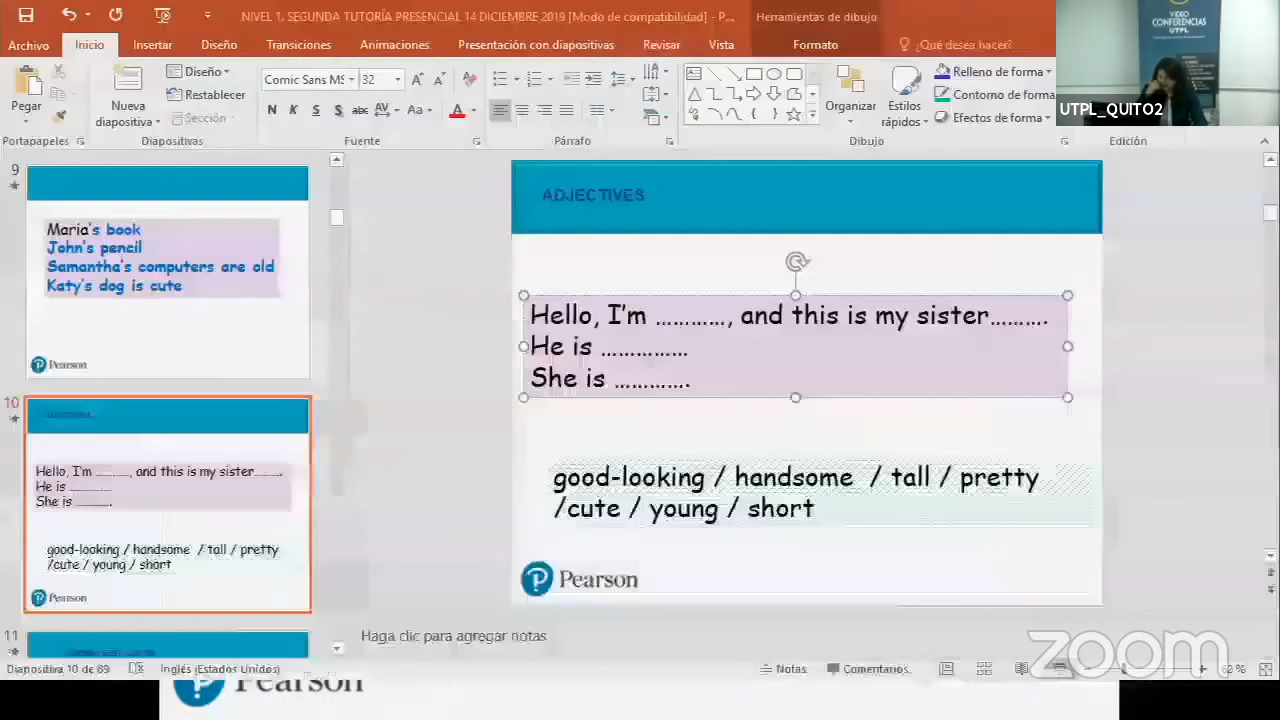 NIVEL 1. SEGUNDA TUTORÍA PRESENCIAL 14 DICIEMBRE 2019 [Modo de compatibilidad] - P...
Herramientas de dibujo
Archivo
Inicio
Insertar
Diseño
Transiciones
Animaciones
Presentación con diapositivas
Revisar
Vista
Formato
¿Qué desea hacer?
VIDEO
CONFERENCIAS
UTPL
UTPL_QUITO2
Pegar
Nueva
diapositiva
Diseño
Restablecer
Sección
Comic Sans MS
32
N K S S abc AV Aa A
Organizar
Estilos
rápidos
Relleno de forma
Contorno de forma
Efectos de forma
Portapapeles
Diapositivas
Fuente
Párrafo
Dibujo
Edición
9
Maria's book
John's pencil
Samantha's computers are old
Katy's dog is cute
Pearson
10
Hello, I'm ..........., and this is my sister.........
He is ..............
She is ............
good-looking / handsome / tall / pretty
/cute / young / short
Pearson
11
ADJECTIVES
Hello, I'm …………, and this is my sister……….
He is ……………
She is ………….
good-looking / handsome / tall / pretty
/cute / young / short
Pearson
Haga clic para agregar notas
Diapositiva 10 de 89
Inglés (Estados Unidos)
Notas
Comentarios
zoom
Pearson